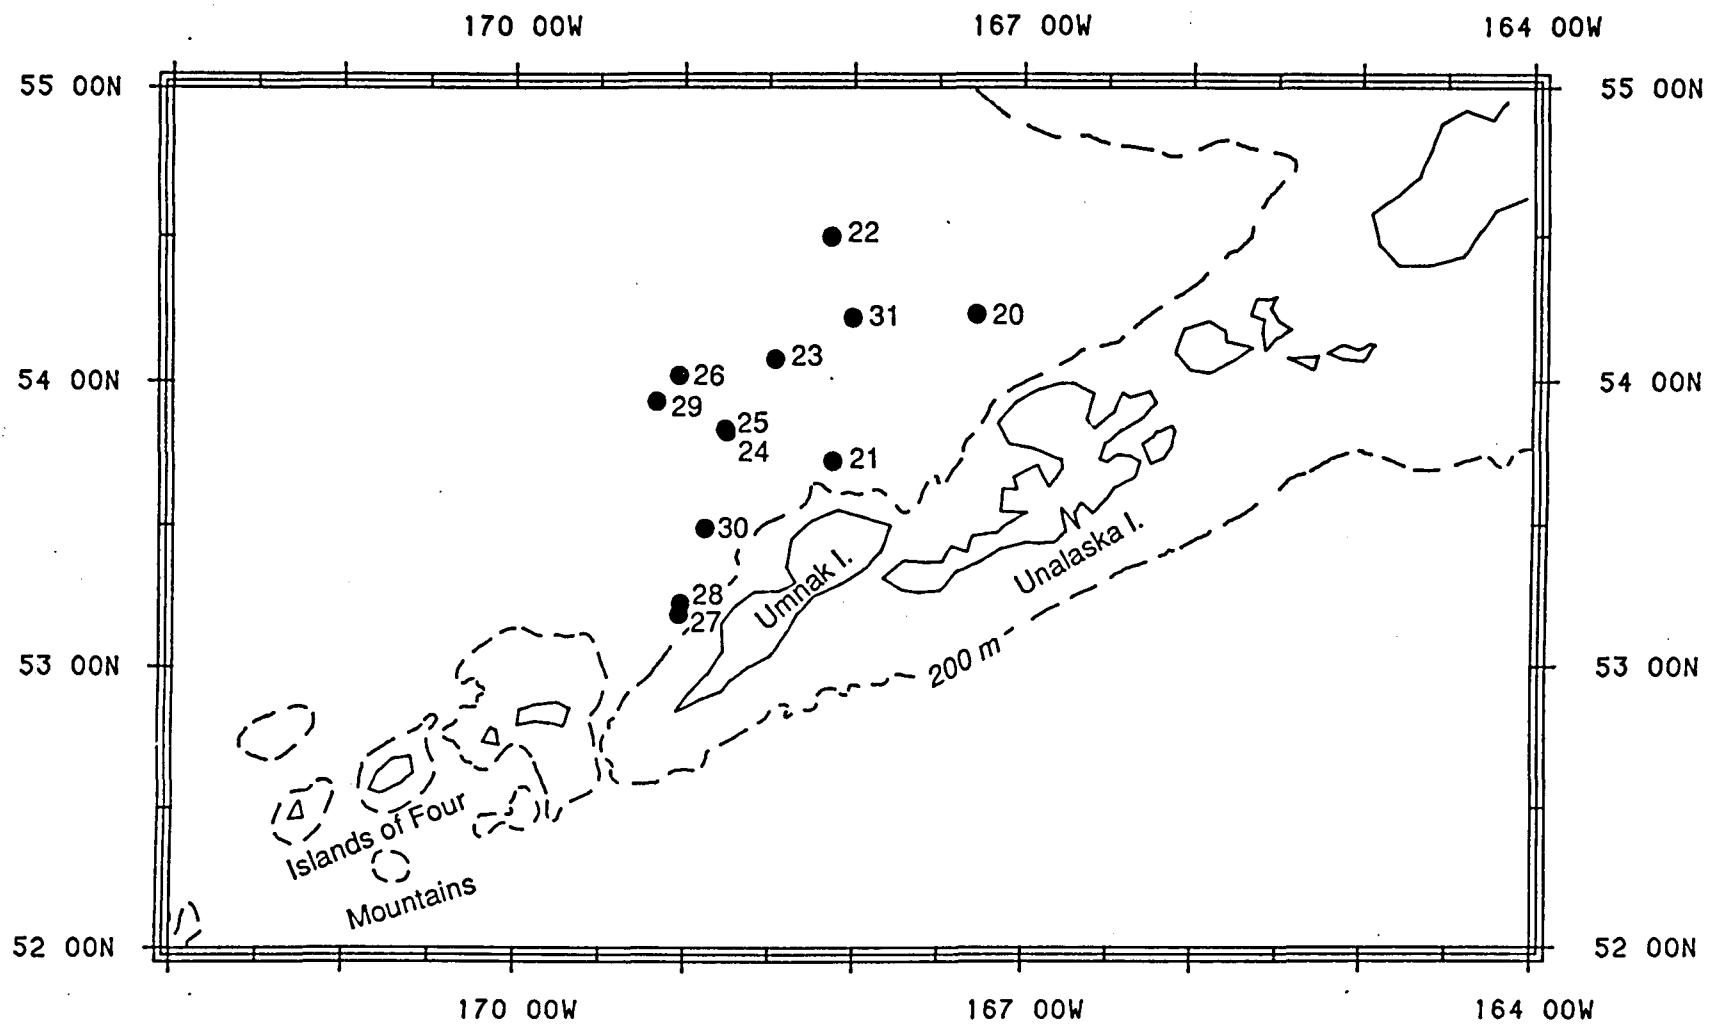 170 00W 167 00W 164 00W
55 00N 55 00N
22
31 20
23
54 00N 26 54 00N
29
25
24
21
30
Umnak I. Unalaska I.
28
27
53 00N 200 m 53 00N
Islands of Four
Mountains
52 00N 52 00N
170 00W 167 00W 164 00W